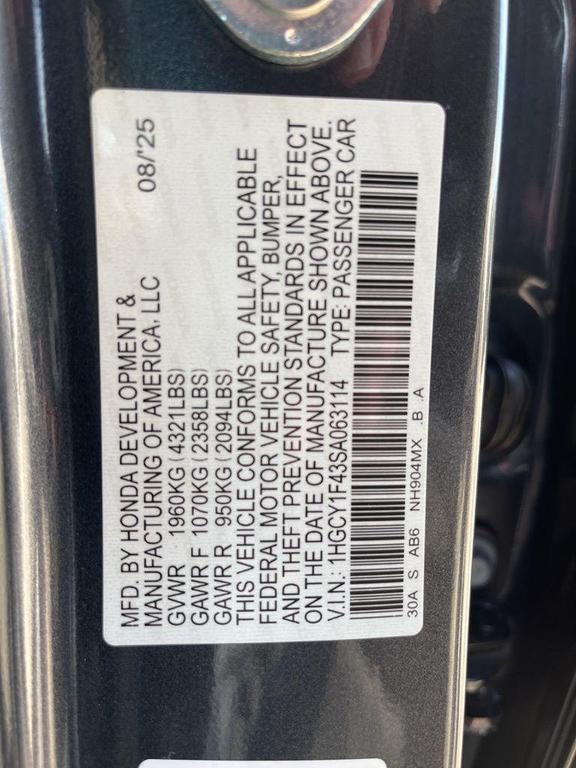 MFD. BY HONDA DEVELOPMENT & 08/'25
MANUFACTURING OF AMERICA, LLC
GVWR 1960KG (4321LBS)
GAWR F 1070KG (2358LBS)
GAWR R 950KG (2094LBS)
THIS VEHICLE CONFORMS TO ALL APPLICABLE
FEDERAL MOTOR VEHICLE SAFETY, BUMPER,
AND THEFT PREVENTION STANDARDS IN EFFECT
ON THE DATE OF MANUFACTURE SHOWN ABOVE.
V.I.N.: 1HGCY1F43SA063114 TYPE: PASSENGER CAR
30A S AB6 NH904MX .B .A